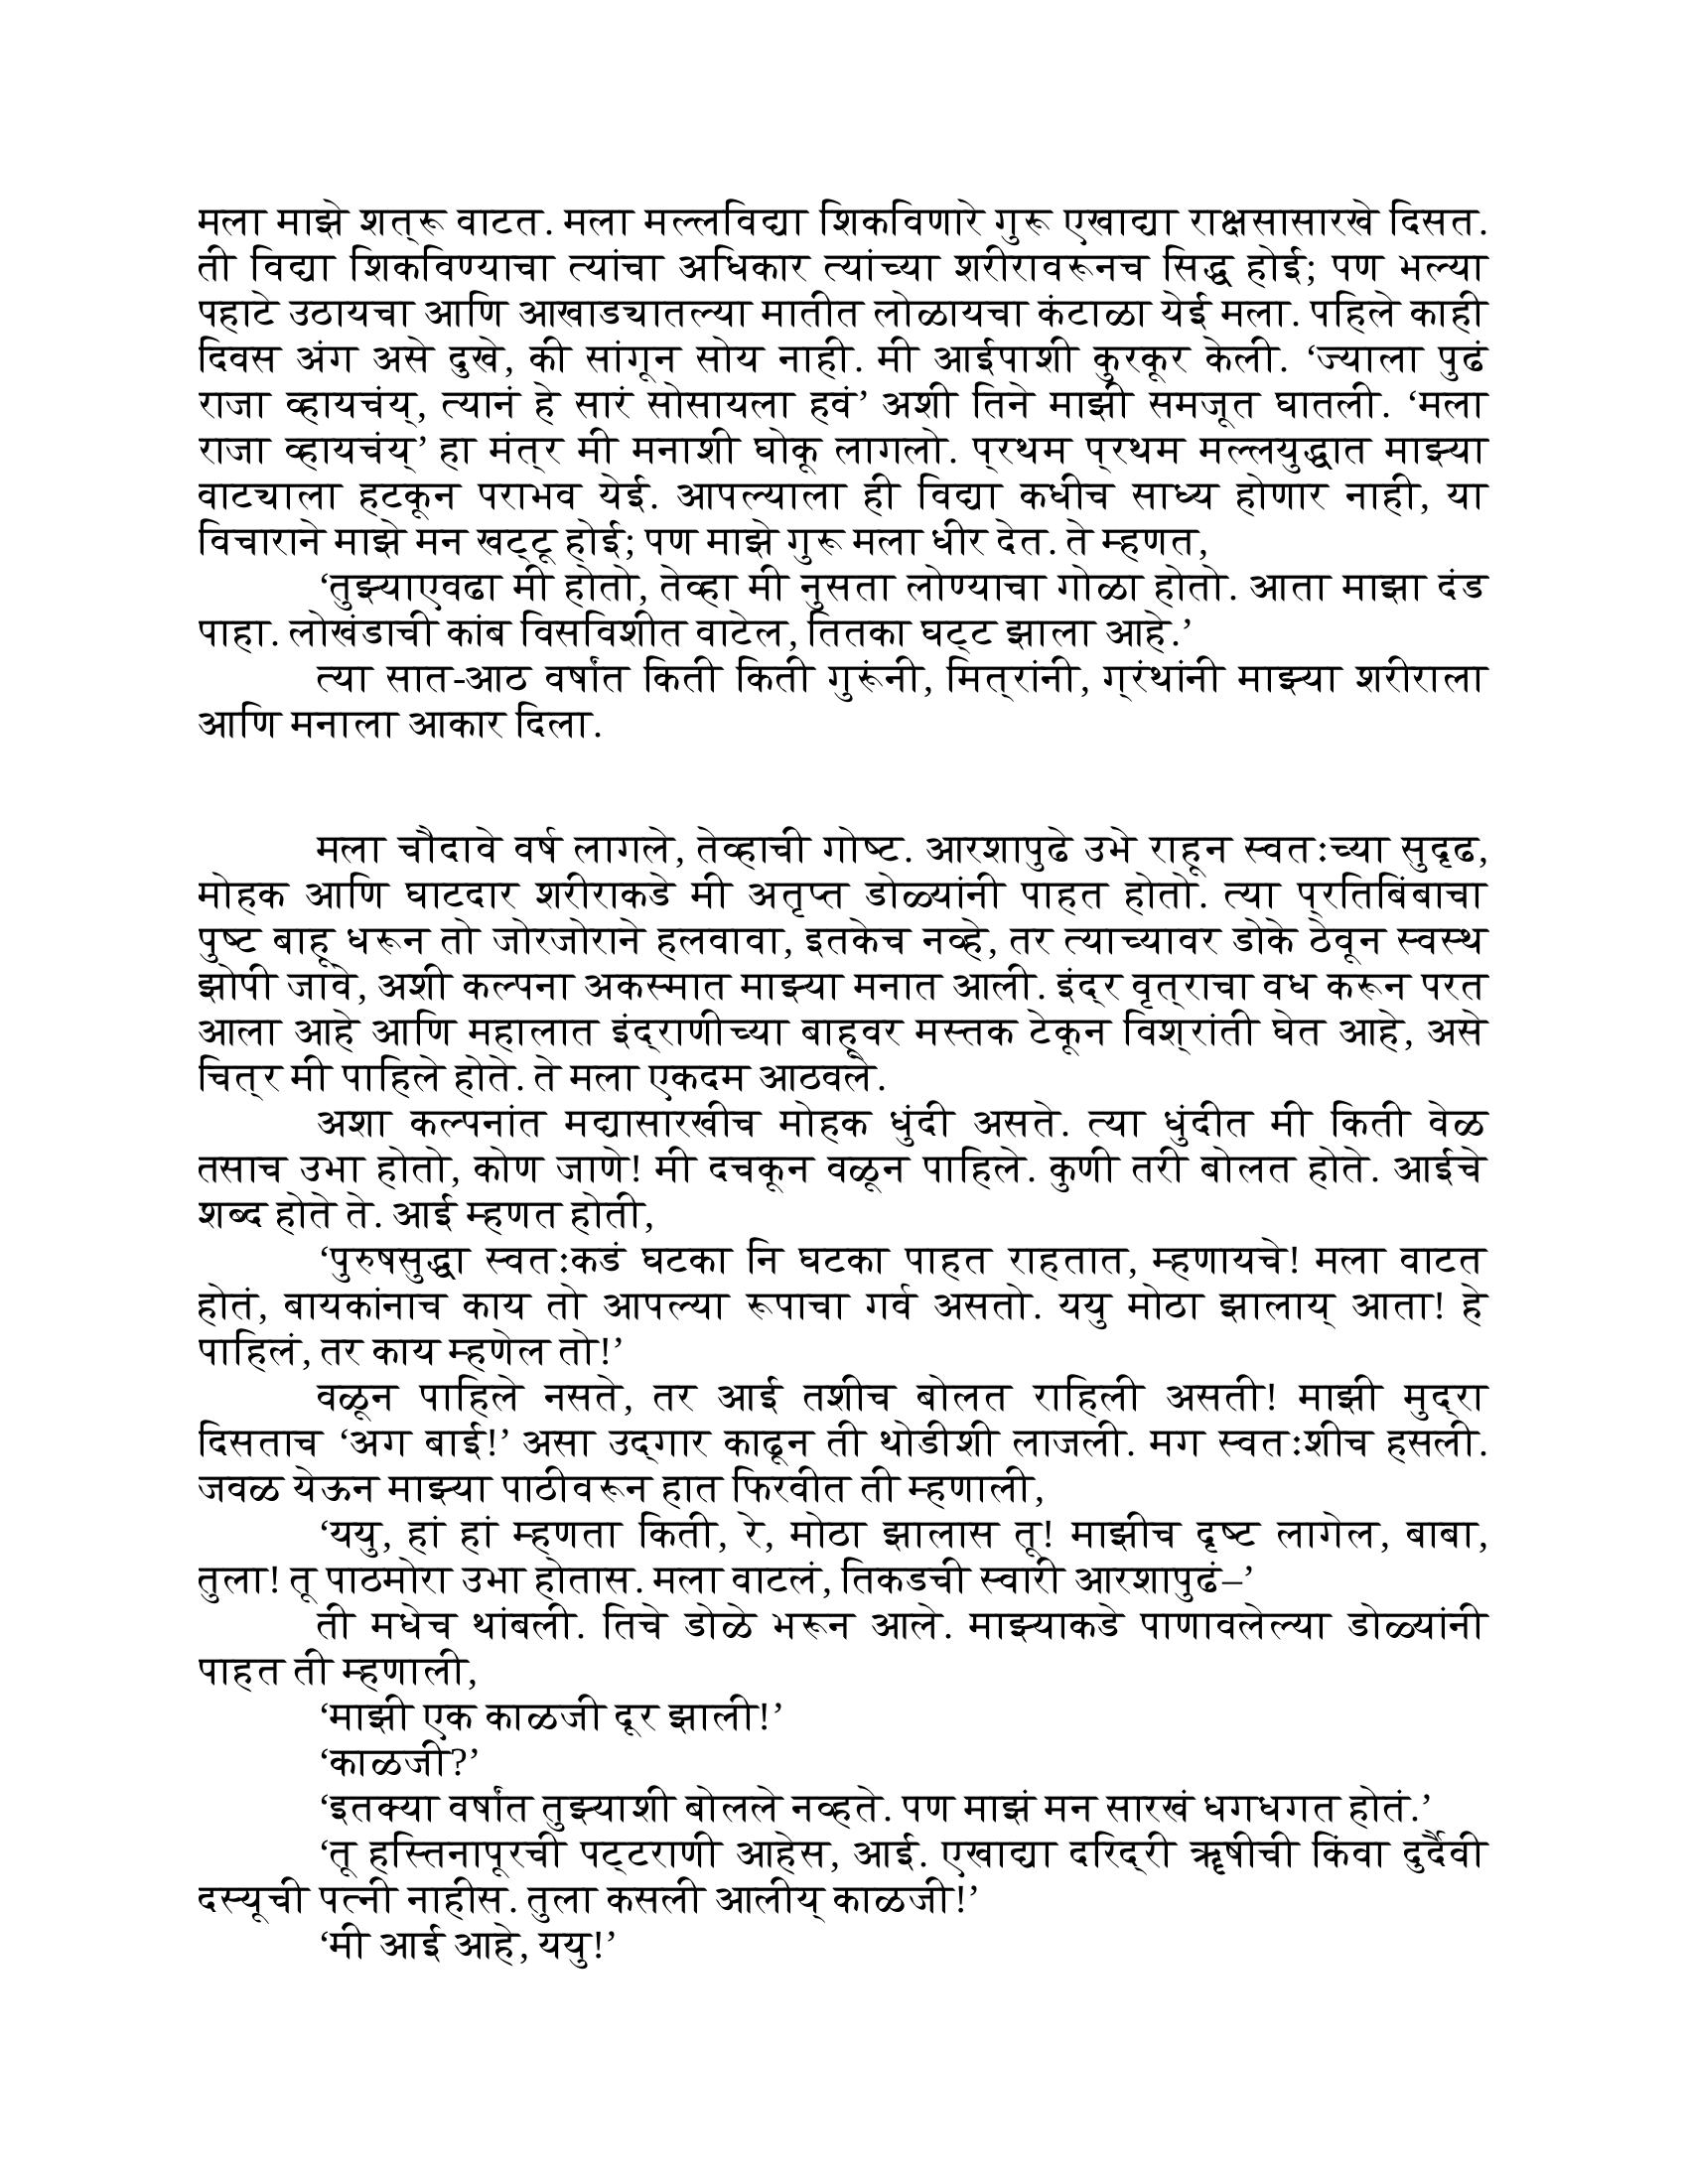 मला माझे शत्रू वाटत. मला मल्लविद्या शिकविणारे गुरू एखाद्या राक्षसासारखे दिसत.
ती विद्या शिकविण्याचा त्यांचा अधिकार त्यांच्या शरीरावरूनच सिद्ध होई; पण भल्या
पहाटे उठायचा आणि आखाड्यातल्या मातीत लोळायचा कंटाळा येई मला. पहिले काही
दिवस अंग असे दुखे, की सांगून सोय नाही. मी आईपाशी कुरकूर केली. ‘ज्याला पुढं
राजा व्हायचंय्, त्यानं हे सारं सोसायला हवं’ अशी तिने माझी समजूत घातली. ‘मला
राजा व्हायचंय्’ हा मंत्र मी मनाशी घोकू लागलो. प्रथम प्रथम मल्लयुद्धात माझ्या
वाट्याला हटकून पराभव येई. आपल्याला ही विद्या कधीच साध्य होणार नाही, या
विचाराने माझे मन खट्टू होई; पण माझे गुरू मला धीर देत. ते म्हणत,
‘तुझ्याएवढा मी होतो, तेव्हा मी नुसता लोण्याचा गोळा होतो. आता माझा दंड
पाहा. लोखंडाची कांब विसविशीत वाटेल, तितका घट्ट झाला आहे.’
त्या सात-आठ वर्षांत किती किती गुरूंनी, मित्रांनी, ग्रंथांनी माझ्या शरीराला
आणि मनाला आकार दिला.
मला चौदावे वर्ष लागले, तेव्हाची गोष्ट. आरशापुढे उभे राहून स्वतःच्या सुदृढ,
मोहक आणि घाटदार शरीराकडे मी अतृप्त डोळ्यांनी पाहत होतो. त्या प्रतिबिंबाचा
पुष्ट बाहू धरून तो जोरजोराने हलवावा, इतकेच नव्हे, तर त्याच्यावर डोके ठेवून स्वस्थ
झोपी जावे, अशी कल्पना अकस्मात माझ्या मनात आली. इंद्र वृत्राचा वध करून परत
आला आहे आणि महालात इंद्राणीच्या बाहूवर मस्तक टेकून विश्रांती घेत आहे, असे
चित्र मी पाहिले होते. ते मला एकदम आठवले.
अशा कल्पनांत मद्यासारखीच मोहक धुंदी असते. त्या धुंदीत मी किती वेळ
तसाच उभा होतो, कोण जाणे! मी दचकून वळून पाहिले. कुणी तरी बोलत होते. आईचे
शब्द होते ते. आई म्हणत होती,
‘पुरुषसुद्धा स्वतःकडं घटका नि घटका पाहत राहतात, म्हणायचे! मला वाटत
होतं, बायकांनाच काय तो आपल्या रूपाचा गर्व असतो. ययु मोठा झालाय् आता! हे
पाहिलं, तर काय म्हणेल तो!’
वळून पाहिले नसते, तर आई तशीच बोलत राहिली असती! माझी मुद्रा
दिसताच ‘अग बाई!’ असा उद्गार काढून ती थोडीशी लाजली. मग स्वतःशीच हसली.
जवळ येऊन माझ्या पाठीवरून हात फिरवीत ती म्हणाली,
‘ययु, हां हां म्हणता किती, रे, मोठा झालास तू! माझीच दृष्ट लागेल, बाबा,
तुला! तू पाठमोरा उभा होतास. मला वाटलं, तिकडची स्वारी आरशापुढं–’
ती मधेच थांबली. तिचे डोळे भरून आले. माझ्याकडे पाणावलेल्या डोळ्यांनी
पाहत ती म्हणाली,
‘माझी एक काळजी दूर झाली!’
‘काळजी?’
‘इतक्या वर्षांत तुझ्याशी बोलले नव्हते. पण माझं मन सारखं धगधगत होतं.’
‘तू हस्तिनापूरची पट्टराणी आहेस, आई. एखाद्या दरिद्री ॠषीची किंवा दुर्दैवी
दस्यूची पत्नी नाहीस. तुला कसली आलीय् काळजी!’
‘मी आई आहे, ययु!’